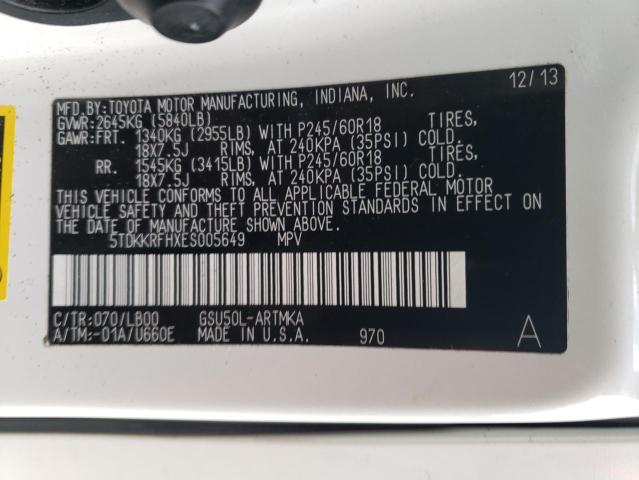 12/13
MFD.BY:TOYOTA MOTOR MANUFACTURING, INDIANA, INC.
GVWR:2645KG (5840LB)
GAWR:FRT. 1340KG (2955LB) WITH P245/60R18 TIRES,
18X7.5J RIMS, AT 240KPA (35PSI) COLD.
RR. 1545KG (3415LB) WITH P245/60R18 TIRES,
18X7.5J RIMS, AT 240KPA (35PSI) COLD.
THIS VEHICLE CONFORMS TO ALL APPLICABLE FEDERAL MOTOR
VEHICLE SAFETY AND THEFT PREVENTION STANDARDS IN EFFECT ON
THE DATE OF MANUFACTURE SHOWN ABOVE.
5TDKKRFHXES005649 MPV
C/TR:070/LB00 GSU50L-ARTMKA
A/TM:-01A/U660E MADE IN U.S.A. 970 A